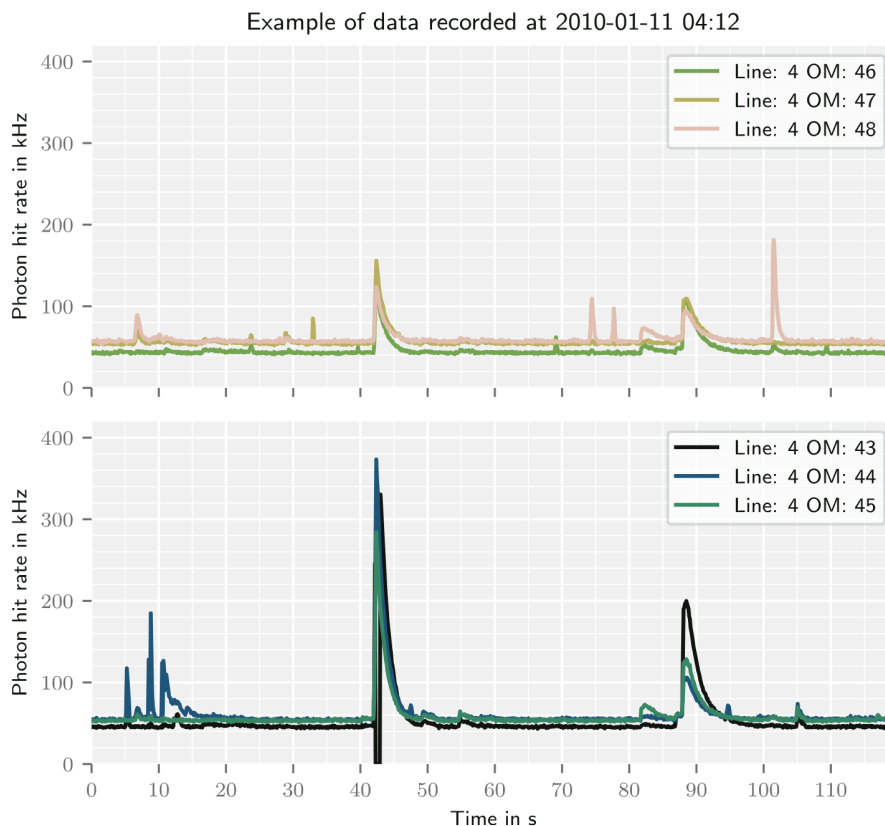 Example of data recorded at 2010-01-11 04:12
Photon hit rate in kHz
400
300
200
100
0
Line: 4 OM: 46
Line: 4 OM: 47
Line: 4 OM: 48
Photon hit rate in kHz
400
300
200
100
0
Line: 4 OM: 43
Line: 4 OM: 44
Line: 4 OM: 45
0 10 20 30 40 50 60 70 80 90 100 110
Time in s